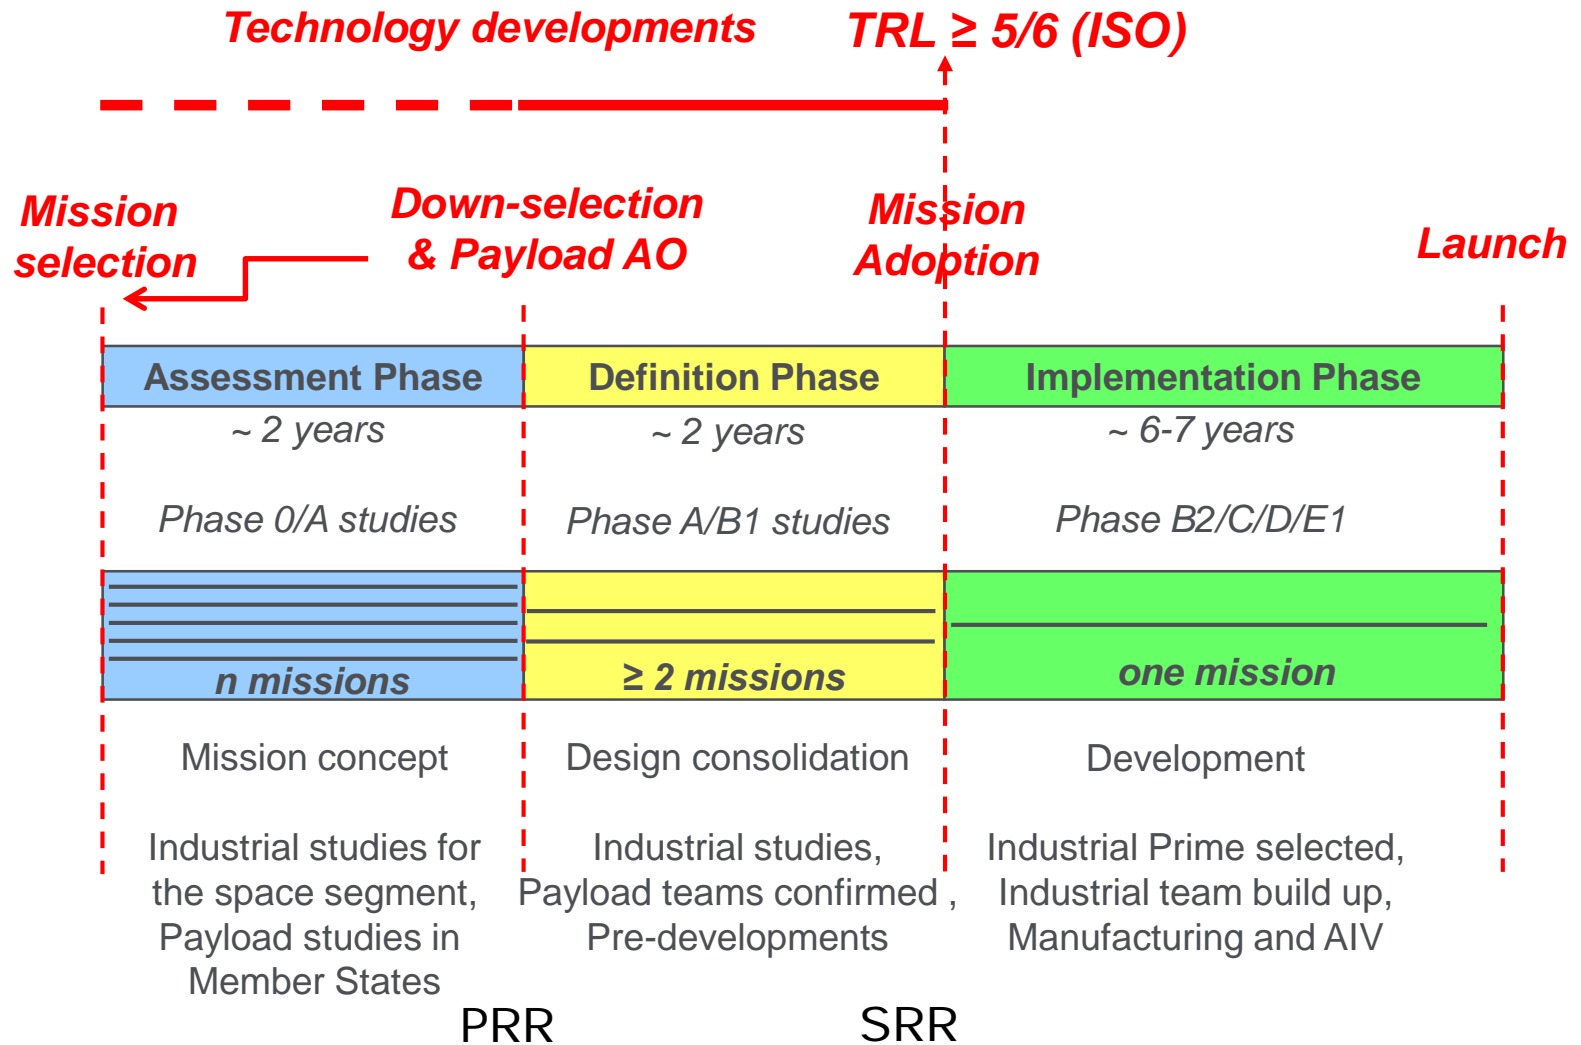 Technology developments
TRL ≥ 5/6 (ISO)
Mission
selection
Down-selection
& Payload AO
Mission
Adoption
Launch
Assessment Phase
Definition Phase
Implementation Phase
~ 2 years
~ 2 years
~ 6-7 years
Phase 0/A studies
Phase A/B1 studies
Phase B2/C/D/E1
n missions
≥ 2 missions
one mission
Mission concept
Design consolidation
Development
Industrial studies for
the space segment,
Payload studies in
Member States
Industrial studies,
Payload teams confirmed ,
Pre-developments
Industrial Prime selected,
Industrial team build up,
Manufacturing and AIV
PRR
SRR